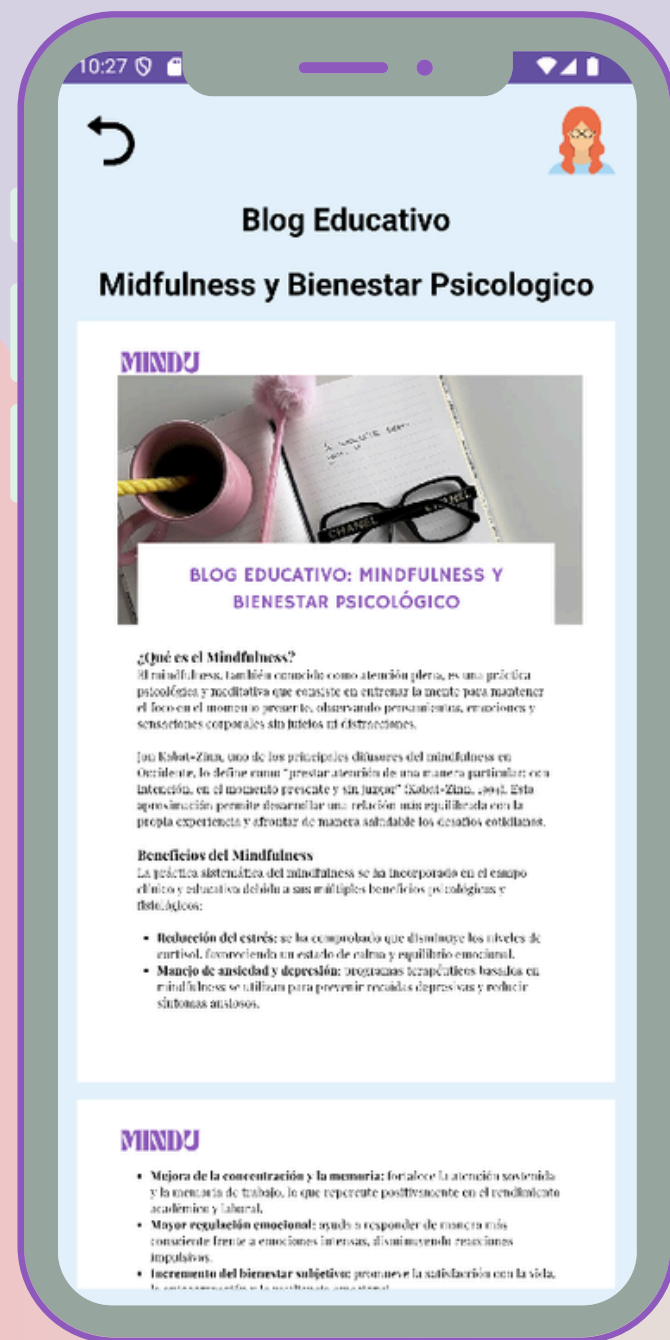 10:27
Blog Educativo
Midfulness y Bienestar Psicologico
MINDU
CHANEL CHANEL
BLOG EDUCATIVO: MINDFULNESS Y
BIENESTAR PSICOLÓGICO
¿Qué es el Mindfulness?
El mindfulness, también conocido como atención plena, es una práctica
psicológica y meditativa que consiste en entrenar la mente para mantener
el foco en el momento presente, observando pensamientos, emociones y
sensaciones corporales sin juicios ni distracciones.
Jon Kabat-Zinn, uno de los principales difusores del mindfulness en
Occidente, lo define como "prestar atención de una manera particular: con
intención, en el momento presente y sin juzgar" (Kabat-Zinn, 1994). Esta
aproximación permite desarrollar una relación más equilibrada con la
propia experiencia y afrontar de manera saludable los desafíos cotidianos.
Beneficios del Mindfulness
La práctica sistemática del mindfulness se ha incorporado en el campo
clínico y educativo debido a sus múltiples beneficios psicológicos y
fisiológicos:
• Reducción del estrés: se ha comprobado que disminuye los niveles de
cortisol, favoreciendo un estado de calma y equilibrio emocional.
• Manejo de ansiedad y depresión: programas terapéuticos basados en
mindfulness se utilizan para prevenir recaídas depresivas y reducir
síntomas ansiosos.
MINDU
• Mejora de la concentración y la memoria: fortalece la atención sostenida
y la memoria de trabajo, lo que repercute positivamente en el rendimiento
académico y laboral.
• Mayor regulación emocional: ayuda a responder de manera más
consciente frente a emociones intensas, disminuyendo reacciones
impulsivas.
• Incremento del bienestar subjetivo: promueve la satisfacción con la vida,